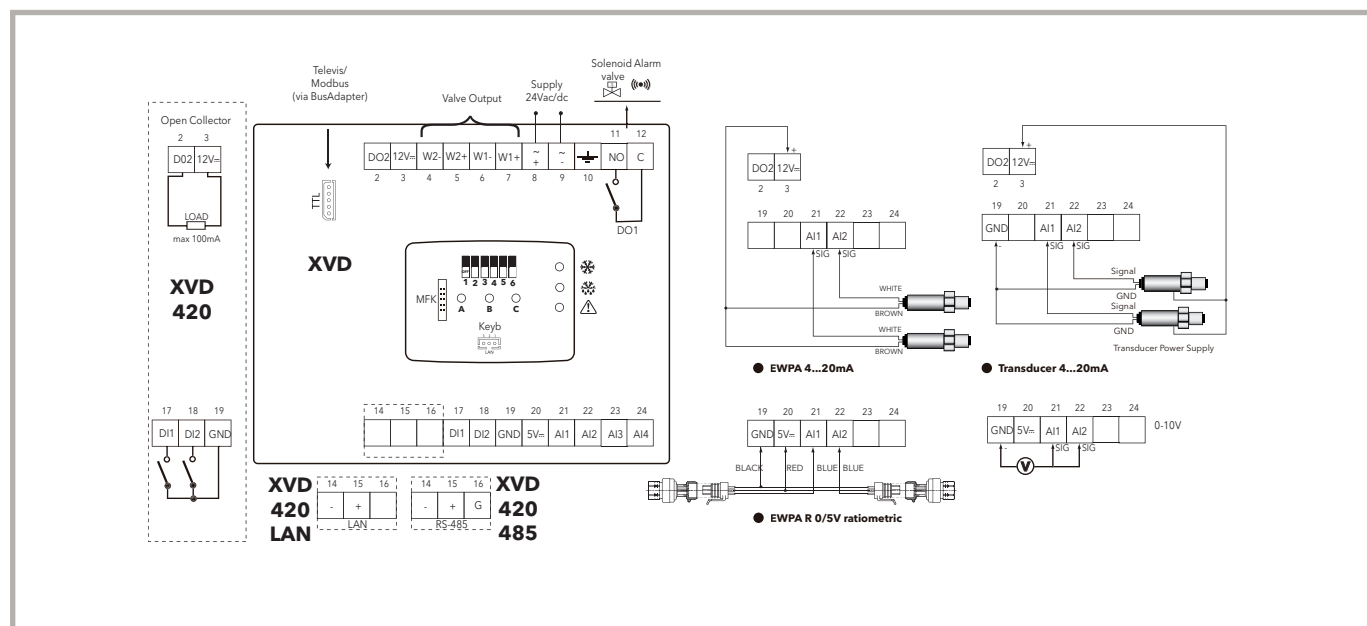 Televis/
Modbus
(via BusAdapter)
Valve Output
Supply
24Vac/dc
Solenoid Alarm
valve
Open Collector
2 3
D02 12V⎓
LOAD
max 100mA
XVD
420
17 18 19
DI1 DI2 GND
11 12
DO2 12V⎓ W2- W2+ W1- W1+ ~ + ~ - NO C
2 3 4 5 6 7 8 9 10
DO1
TTL
XVD
OFF
1 2 3 4 5 6
MFK
A B C
Keyb
LAN
14 15 16 17 18 19 20 21 22 23 24
DI1 DI2 GND 5V⎓ AI1 AI2 AI3 AI4
XVD
420
LAN
14 15 16
- +
LAN
14 15 16
- + G
RS-485
XVD
420
485
+
DO2 12V⎓
2 3
19 20 21 22 23 24
AI1 AI2
SIG SIG
WHITE
BROWN
WHITE
BROWN
EWPA 4...20mA
+
DO2 12V⎓
2 3
19 20 21 22 23 24
GND AI1 AI2
- SIG SIG
Signal
GND
Signal
GND
Transducer Power Supply
Transducer 4...20mA
19 20 21 22 23 24
GND 5V⎓ AI1 AI2
BLACK RED BLUE BLUE
EWPA R 0/5V ratiometric
19 20 21 22 23 24
GND 5V⎓ AI1 AI2
0-10V
- SIG SIG
V